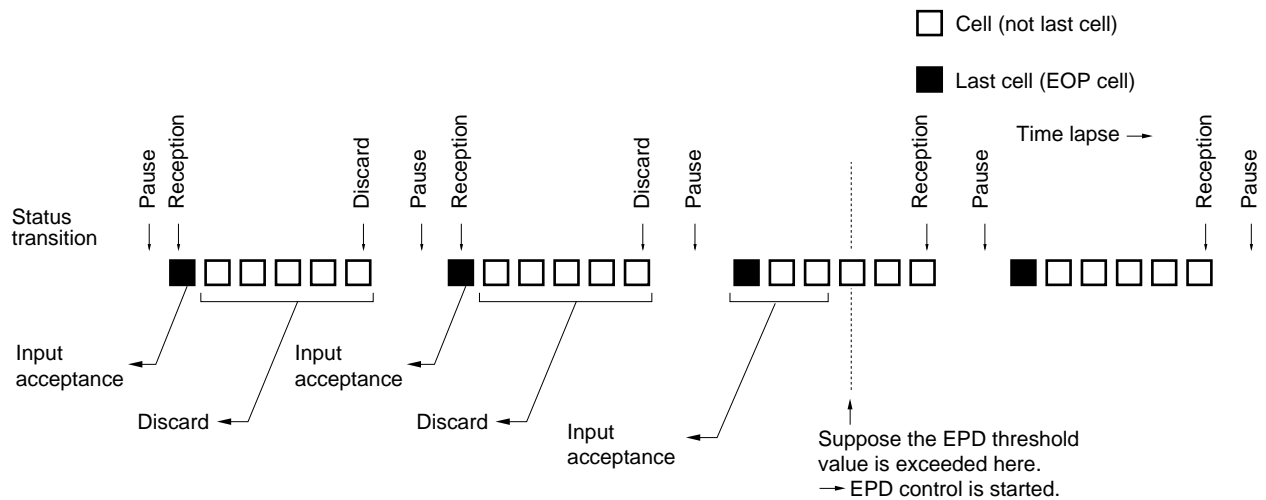 Cell (not last cell)
Last cell (EOP cell)
Time lapse
Pause
Reception
Discard
Pause
Reception
Discard
Pause
Reception
Pause
Reception
Pause
Status
transition
Input
acceptance
Discard
Input
acceptance
Discard
Input
acceptance
Suppose the EPD threshold
value is exceeded here.
→ EPD control is started.